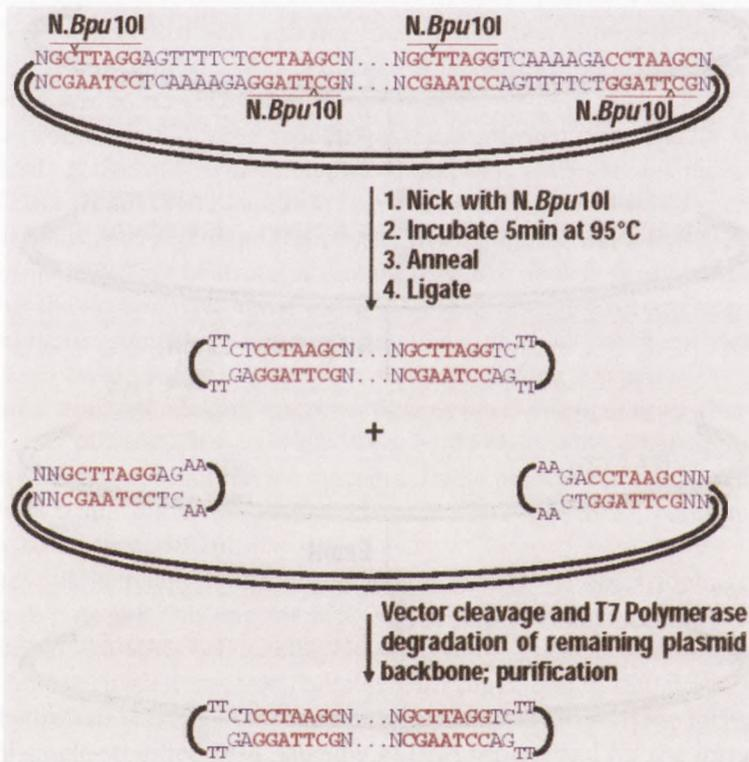 N.Bpu10I N.Bpu10I
NGCTTAGGAGTTTTCTCCTAAGCN...NGCTTAGGTCAAAAGACCTAAGCN
NCGAATCCTCAAAAGAGGATTCGN...NCGAATCCAGTTTTCTGGATTCGN
N.Bpu10I N.Bpu10I
1. Nick with N.Bpu10I
2. Incubate 5min at 95°C
3. Anneal
4. Ligate
TT CTCCTAAGCN...NGCTTAGGTC TT
TT GAGGATTCGN...NCGAATCCAG TT
+
NNGCTTAGGAG AA AA GACCTAAGCNN
NNCGAATCCTC AA AA CTGGATTCGNN
Vector cleavage and T7 Polymerase
degradation of remaining plasmid
backbone; purification
TT CTCCTAAGCN...NGCTTAGGTC TT
TT GAGGATTCGN...NCGAATCCAG TT